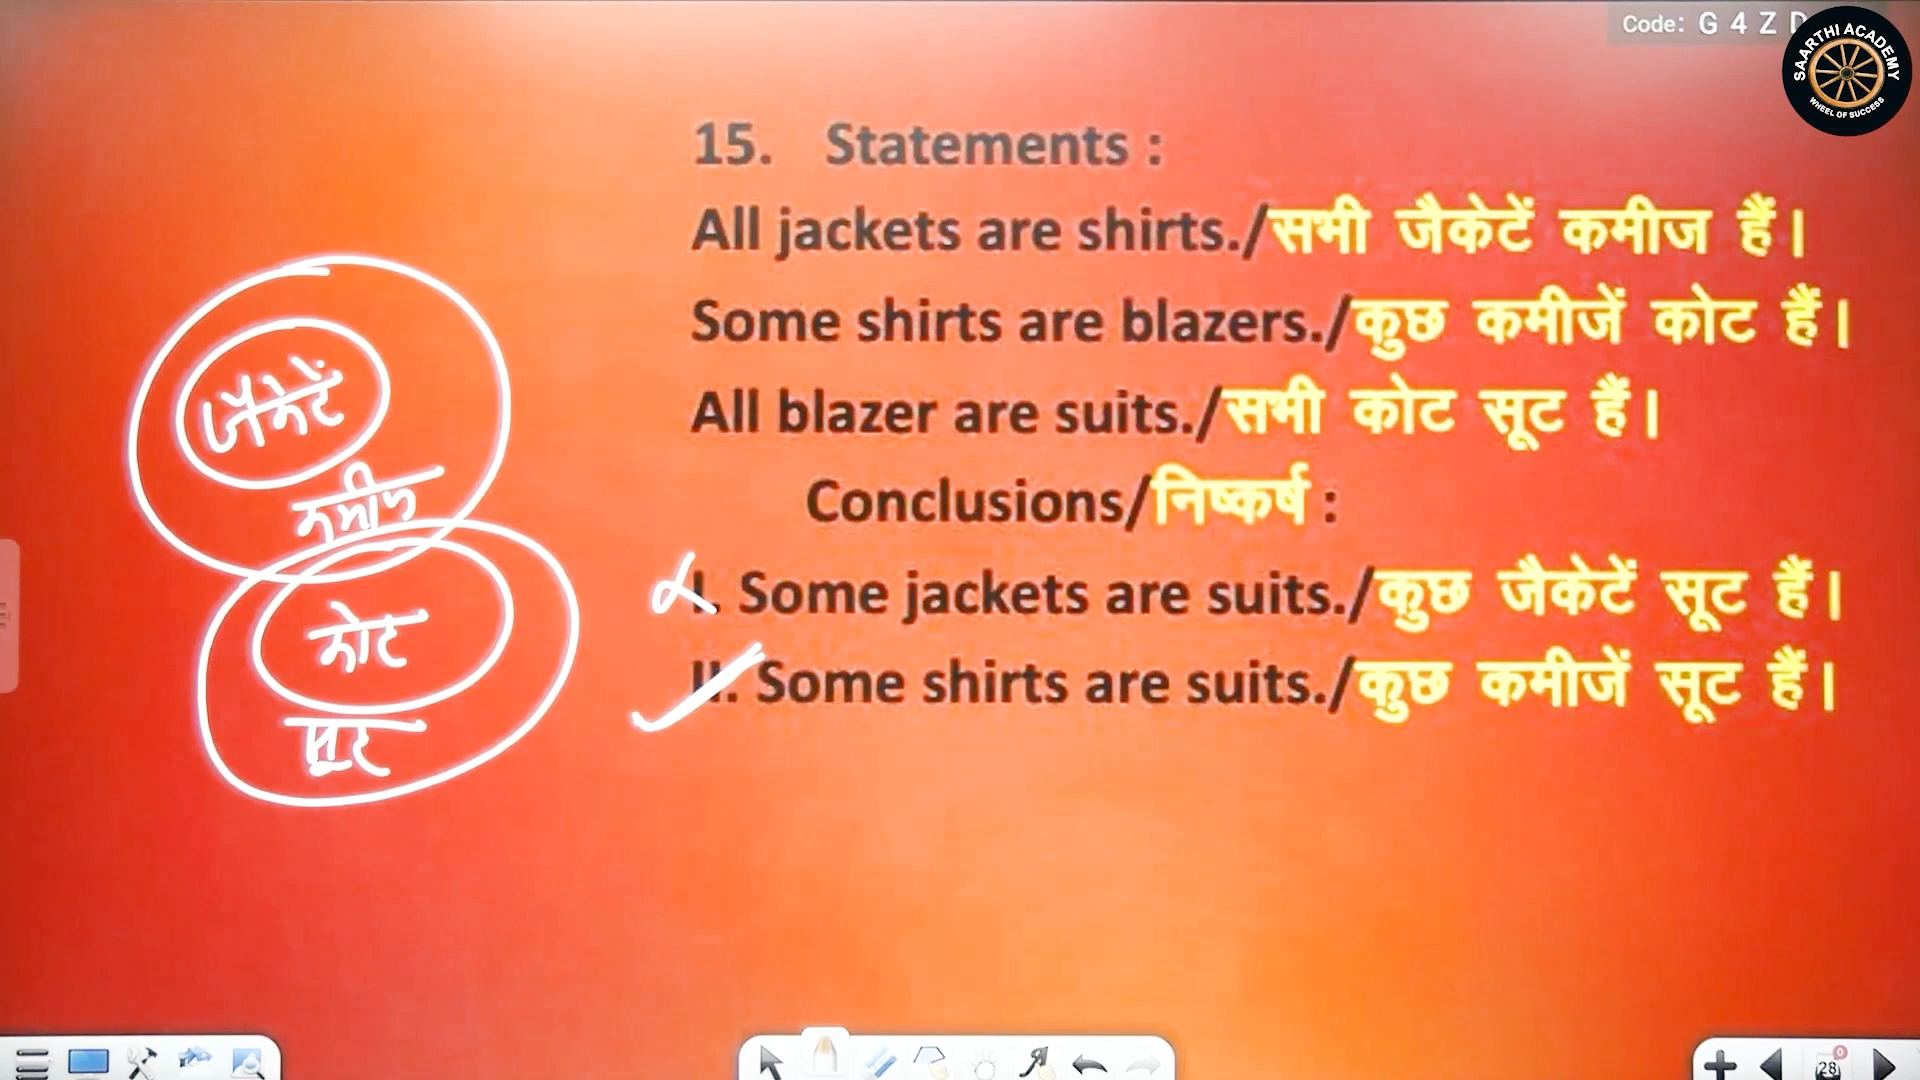 Code: G 4 Z D
SAARTHI ACADEMY
WHEEL OF SUCCESS
15. Statements :
All jackets are shirts./सभी जैकेटें कमीज हैं।
Some shirts are blazers./कुछ कमीजें कोट हैं।
All blazer are suits./सभी कोट सूट हैं।
Conclusions/निष्कर्ष :
I. Some jackets are suits./कुछ जैकेटें सूट हैं।
II. Some shirts are suits./कुछ कमीजें सूट हैं।
जैकेटें
कमीज
कोट
सूट
28
0